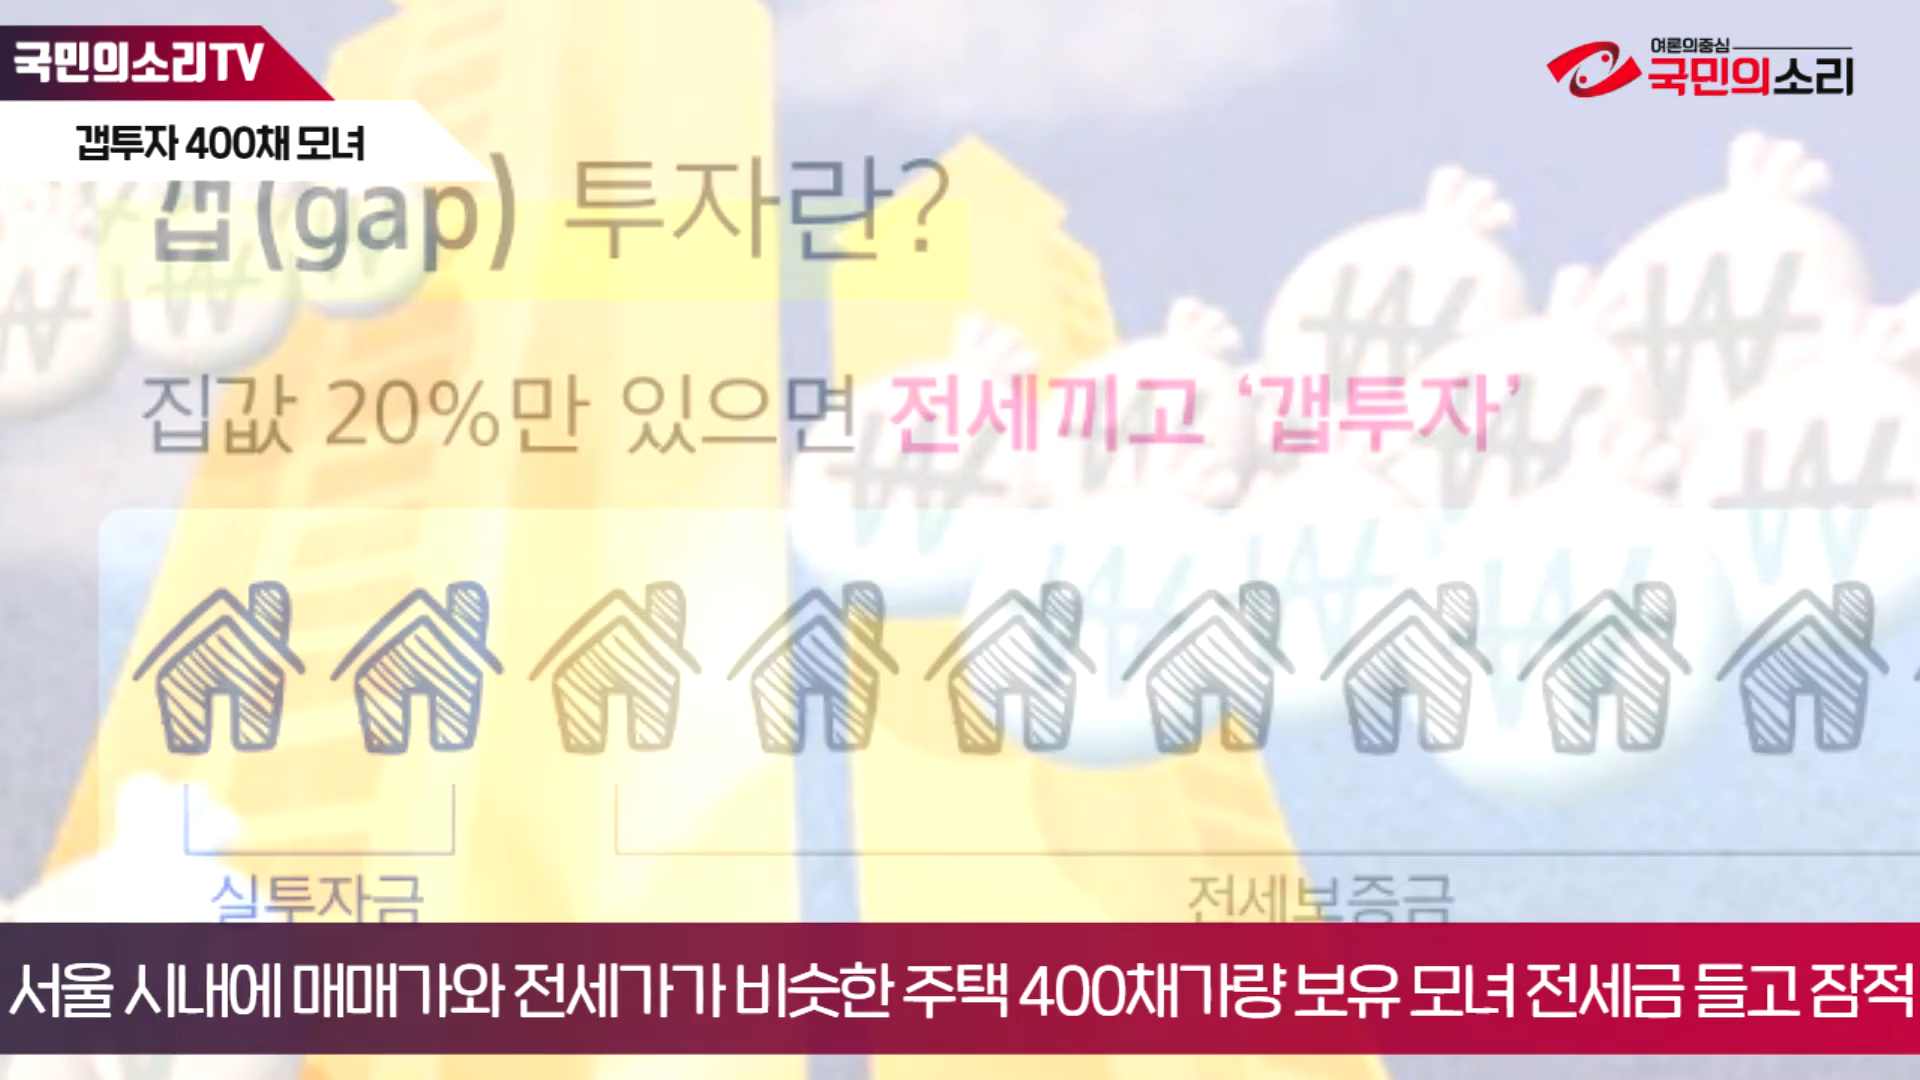 국민의소리TV
여론의중심
국민의소리
갭투자 400채 모녀
갭(gap) 투자란?
집값 20%만 있으면 전세끼고 ‘갭투자’
실투자금
전세보증금
서울 시내에 매매가와 전세가가 비슷한 주택 400채가량 보유 모녀 전세금 들고 잠적